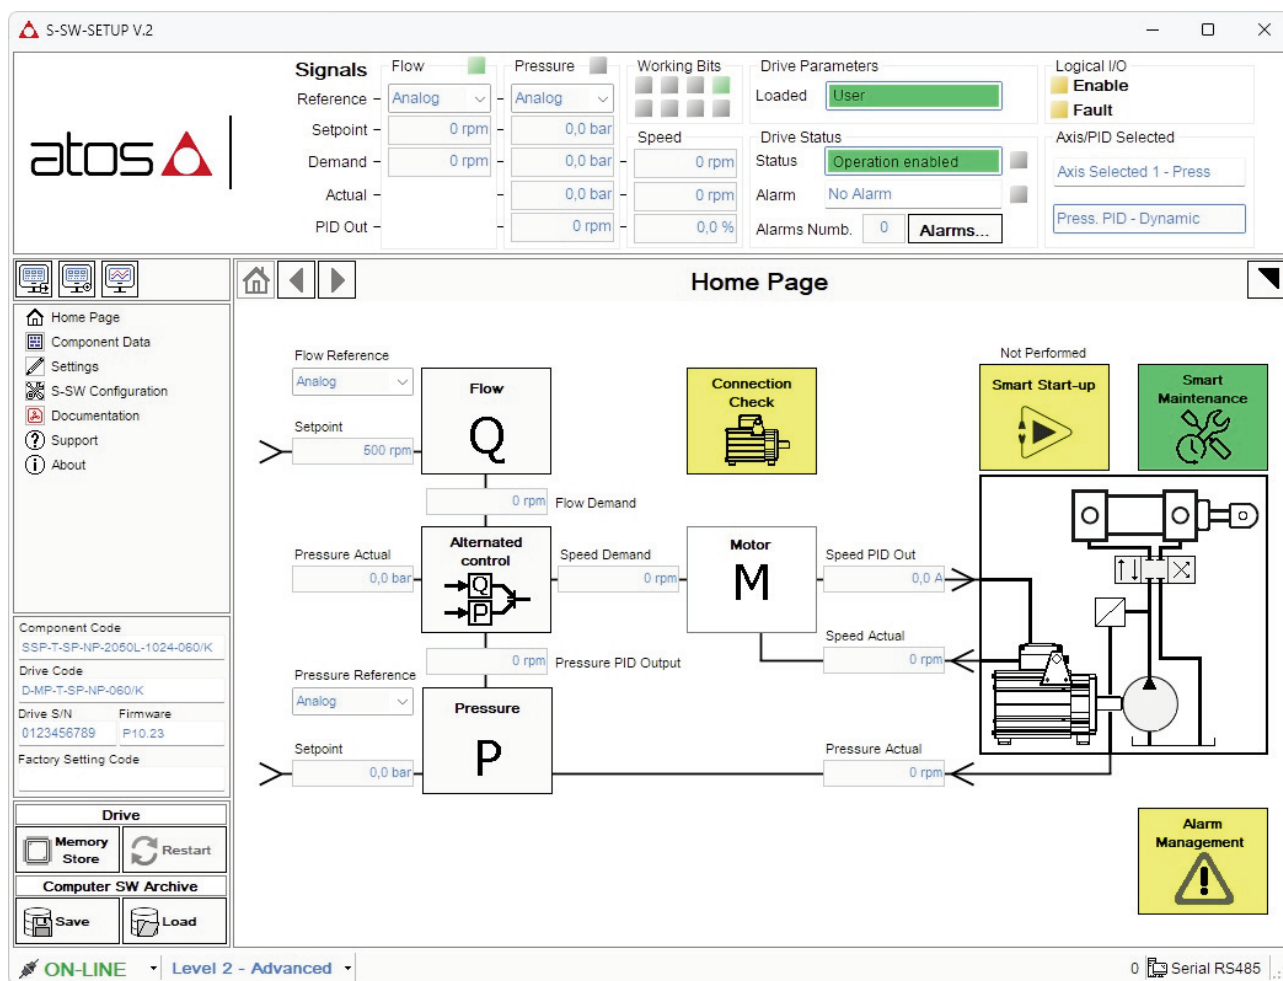 S-SW-SETUP V.2
atos
Signals
Flow
Pressure
Working Bits
Drive Parameters
Logical I/O
Reference
Analog
Analog
Loaded
User
Enable
Fault
Setpoint
0 rpm
0,0 bar
Speed
Drive Status
Axis/PID Selected
Demand
0 rpm
0,0 bar
0 rpm
Status
Operation enabled
Axis Selected 1 - Press
Actual
0,0 bar
0 rpm
Alarm
No Alarm
PID Out
0 rpm
0,0 %
Alarms Numb.
0
Alarms...
Press. PID - Dynamic
Home Page
Home Page
Component Data
Settings
S-SW Configuration
Documentation
Support
About
Component Code
SSP-T-SP-NP-2050L-1024-060/K
Drive Code
D-MP-T-SP-NP-060/K
Drive S/N
Firmware
0123456789
P10.23
Factory Setting Code
Drive
Memory
Store
Restart
Computer SW Archive
Save
Load
Flow Reference
Analog
Flow
Q
Setpoint
500 rpm
0 rpm
Flow Demand
Connection
Check
Not Performed
Smart Start-up
Smart
Maintenance
Pressure Actual
0,0 bar
Alternated
control
Q
P
Speed Demand
0 rpm
Motor
M
Speed PID Out
0,0 A
Speed Actual
0 rpm
0 rpm
Pressure PID Output
Pressure Reference
Analog
Pressure
P
Setpoint
0,0 bar
Pressure Actual
0 rpm
Alarm
Management
ON-LINE
Level 2 - Advanced
0
Serial RS485